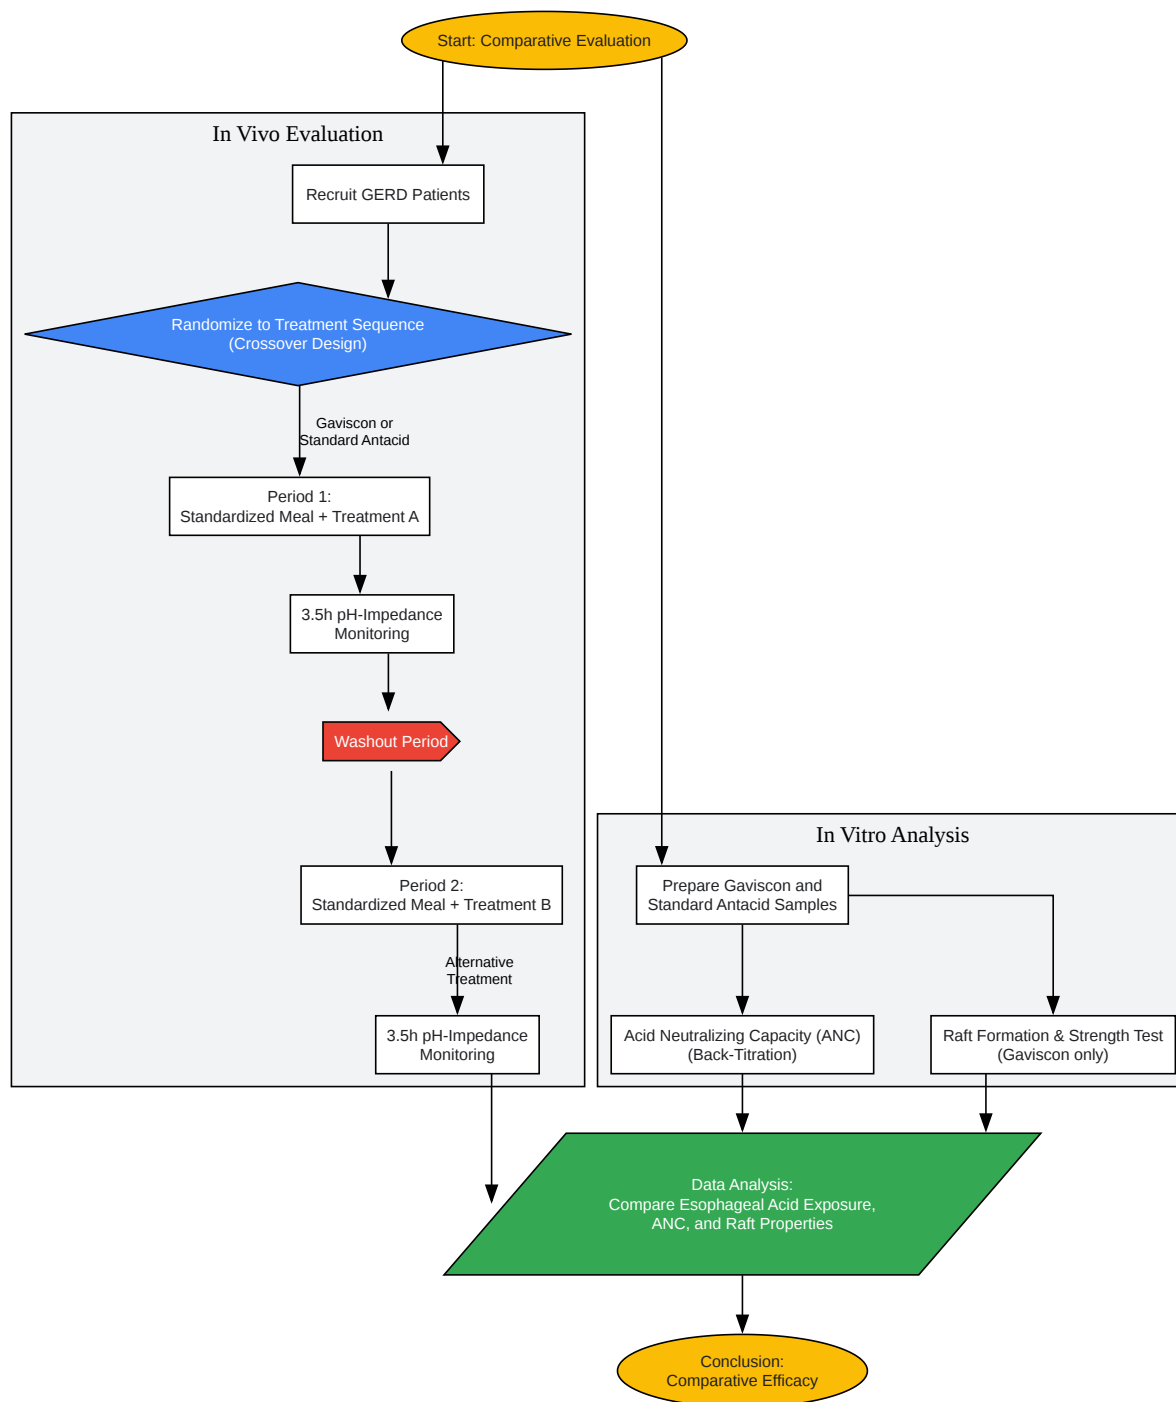 Start: Comparative Evaluation
In Vivo Evaluation
Recruit GERD Patients
Randomize to Treatment Sequence
(Crossover Design)
Gaviscon or
Standard Antacid
Period 1:
Standardized Meal + Treatment A
3.5h pH-Impedance
Monitoring
Washout Period
Period 2:
Standardized Meal + Treatment B
Alternative
Treatment
3.5h pH-Impedance
Monitoring
In Vitro Analysis
Prepare Gaviscon and
Standard Antacid Samples
Acid Neutralizing Capacity (ANC)
(Back-Titration)
Raft Formation & Strength Test
(Gaviscon only)
Data Analysis:
Compare Esophageal Acid Exposure,
ANC, and Raft Properties
Conclusion:
Comparative Efficacy